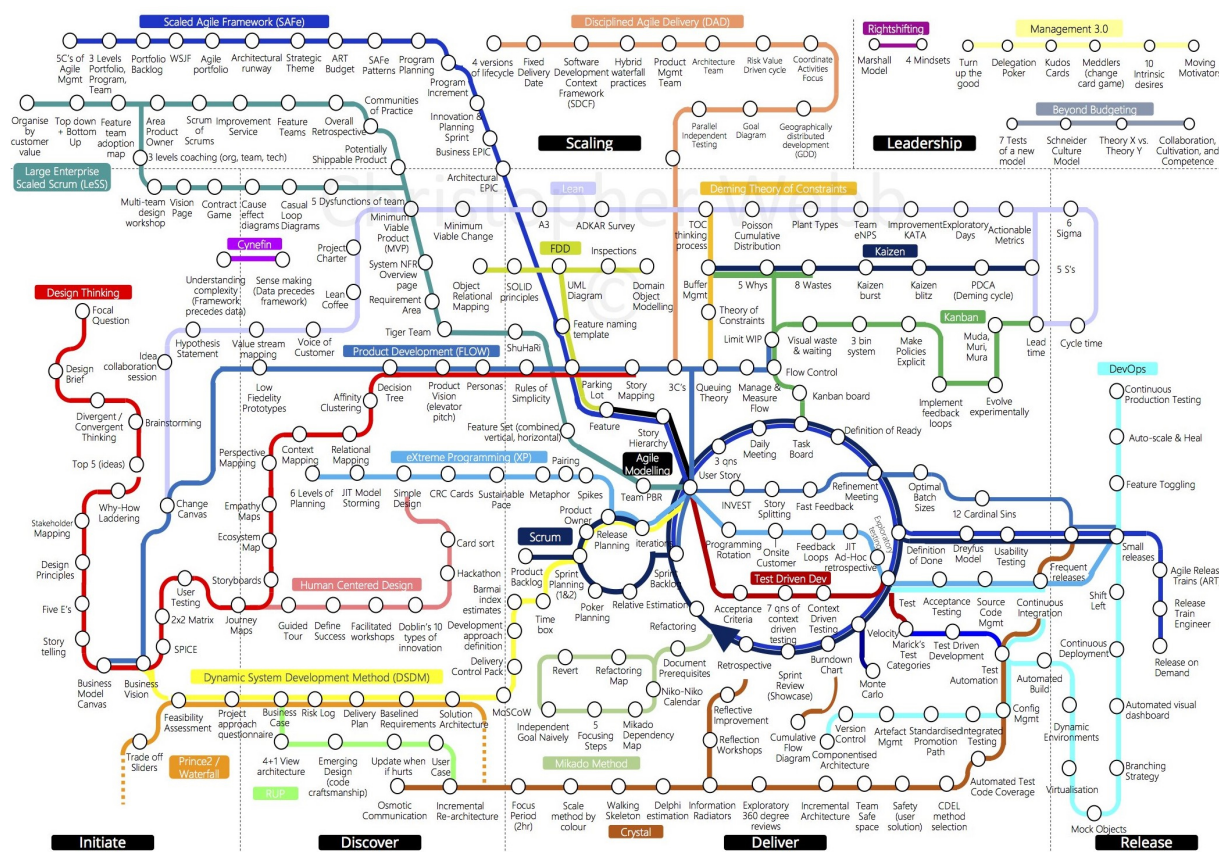 Scaled Agile Framework (SAFe)
5C's of
Agile
Mgmt
3 Levels
Portfolio,
Program,
Team
Portfolio
Backlog
WSJF
Agile
portfolio
Architectural
runway
Strategic
Theme
ART
Budget
SAFe
Patterns
Program
Planning
Program
Increment
Innovation &
Planning
Sprint
Business EPIC
Architectural
EPIC
Disciplined Agile Delivery (DAD)
4 versions
of lifecycle
Fixed
Delivery
Date
Software
Development
Context
Framework
(SDCF)
Hybrid
waterfall
practices
Product
Mgmt
Team
Architecture
Team
Risk Value
Driven cycle
Coordinate
Activities
Focus
Parallel
Independent
Testing
Goal
Diagram
Geographically
distributed
development
(GDD)
Scaling
Rightshifting
Marshall
Model
4 Mindsets
Management 3.0
Turn
up the
good
Delegation
Poker
Kudos
Cards
Meddlers
(change
card game)
10
Intrinsic
desires
Moving
Motivators
Beyond Budgeting
7 Tests
of a new
model
Schneider
Culture
Model
Theory X vs.
Theory Y
Collaboration,
Cultivation, and
Competence
Leadership
Organise
by customer
value
Top down
+ Bottom
Up
Feature
team
adoption
map
Area
Product
Owner
Scrum
of
Scrums
Improvement
Service
Feature
Teams
Overall
Retrospective
Communities
of Practice
Potentially
Shippable Product
3 levels coaching (org, team, tech)
Large Enterprise
Scaled Scrum (LeSS)
Multi-team
design
workshop
Vision
Page
Contract
Game
Cause
effect
diagrams
Casual
Loop
Diagrams
5 Dysfunctions of team
Minimum
Viable
Product
(MVP)
System NFR
Overview
page
Requirement
Area
Tiger Team
ShuHaRi
Christopher Webb
©
Lean
Minimum
Viable Change
A3
ADKAR Survey
Deming Theory of Constraints
TOC
thinking
process
Poisson
Cumulative
Distribution
Plant Types
Team
eNPS
Improvement
KATA
Exploratory
Days
Actionable
Metrics
6
Sigma
5 S's
Cycle time
Project
Charter
Lean
Coffee
Cynefin
Understanding
complexity
(Framework
precedes data)
Sense making
(Data precedes
framework)
FDD
Object
Relational
Mapping
SOLID
principles
UML
Diagram
Inspections
Domain
Object
Modelling
Feature naming
template
Kaizen
Buffer
Mgmt
5 Whys
8 Wastes
Kaizen
burst
Kaizen
blitz
PDCA
(Deming cycle)
Theory of
Constraints
Kanban
Limit WIP
Visual waste
& waiting
3 bin
system
Make
Policies
Explicit
Muda,
Muri,
Mura
Lead
time
Implement
feedback
loops
Evolve
experimentally
Kanban board
Design Thinking
Focal
Question
Design
Brief
Divergent /
Convergent
Thinking
Brainstorming
Top 5 (ideas)
Why-How
Laddering
Stakeholder
Mapping
Design
Principles
Five E's
Story
telling
Business
Model
Canvas
Business
Vision
SPICE
2x2 Matrix
User
Testing
Journey
Maps
Storyboards
Ecosystem
Map
Empathy
Maps
Perspective
Mapping
Context
Mapping
Relational
Mapping
Affinity
Clustering
Decision
Tree
Idea
collaboration
session
Hypothesis
Statement
Value stream
mapping
Voice of
Customer
Change
Canvas
Product Development (FLOW)
Low
Fiedelity
Prototypes
Product
Vision
(elevator
pitch)
Personas
Rules of
Simplicity
Parking
Lot
Story
Mapping
3C's
Queuing
Theory
Manage &
Measure
Flow
Flow Control
Feature Set (combined,
vertical, horizontal)
Feature
Story
Hierarchy
Agile
Modelling
Team PBR
User Story
3 qns
Daily
Meeting
Task
Board
Definition of Ready
Refinement
Meeting
INVEST
Story
Splitting
Fast Feedback
Optimal
Batch
Sizes
12 Cardinal Sins
eXtreme Programming (XP)
6 Levels of
Planning
JIT
Storming
Simple
Design
CRC Cards
Sustainable
Pace
Metaphor
Pairing
Spikes
Product
Owner
Release
Planning
iterations
Programming
Rotation
Onsite
Customer
Feedback
Loops
JIT
Ad-Hoc
retrospective
Exploratory
testing
Definition
of Done
Dreyfus
Model
Usability
Testing
Frequent
releases
Small
releases
Scrum
Product
Backlog
Sprint
Planning
(1&2)
Poker
Planning
Relative Estimation
Sprint
Backlog
Refactoring
Human Centered Design
Card sort
Hackathon
Guided
Tour
Define
Success
Facilitated
workshops
Doblin's 10
types of
innovation
Barmai
index
estimates
Time
box
Development
approach
definition
Delivery
Control Pack
MoSCoW
Test Driven Dev
Acceptance
Criteria
7 qns of
context
driven
testing
Context
Driven
Testing
Test
Acceptance
Testing
Source
Code
Mgmt
Continuous
Integration
Velocity
Marick's
Test
Categories
Test Driven
Development
Test
Automation
Monte
Carlo
Burndown
Chart
Sprint
Review
(Showcase)
Retrospective
Reflective
Improvement
Reflection
Workshops
Cumulative
Flow
Diagram
DevOps
Continuous
Production Testing
Auto-scale & Heal
Feature Toggling
Shift
Left
Continuous
Deployment
Automated visual
dashboard
Branching
Strategy
Mock Objects
Virtualisation
Dynamic
Environments
Automated
Build
Config
Mgmt
Agile Release
Trains (ART
Release
Train
Engineer
Release on
Demand
Version
Control
Componentised
Architecture
Artefact
Mgmt
Standardised
Promotion
Path
Integrated
Testing
Automated Test
Code Coverage
Dynamic System Development Method (DSDM)
Feasibility
Assessment
Project
approach
questionnaire
Business
Case
Risk Log
Delivery
Plan
Baselined
Requirements
Solution
Architecture
Trade off
Sliders
Prince2 /
Waterfall
RUP
4+1 View
architecture
Emerging
Design (code
craftsmanship)
Update when
if hurts
User
Case
Revert
Refactoring
Map
Document
Prerequisites
Niko-Niko
Calendar
Independent
Goal Naively
5
Focusing
Steps
Mikado
Dependency
Map
Mikado Method
Osmotic
Communication
Incremental
Re-architecture
Focus
Period
(2hr)
Scale
method by
colour
Walking
Skeleton
Delphi
estimation
Information
Radiators
Exploratory
360 degree
reviews
Incremental
Architecture
Team
Safe
space
Safety
(user
solution)
CDEL
method
selection
Crystal
Initiate
Discover
Deliver
Release